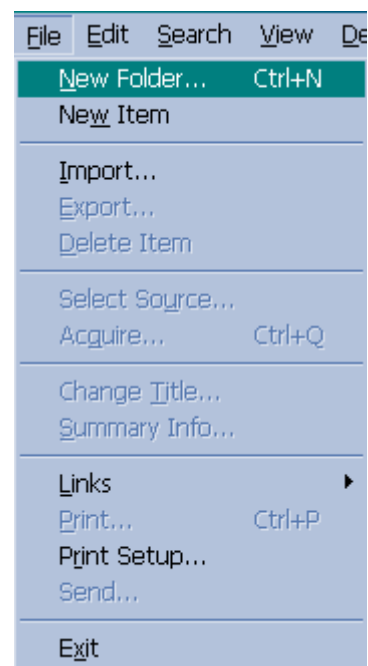 File Edit Search View De
New Folder... Ctrl+N
New Item
Import...
Export...
Delete Item
Select Source...
Acquire... Ctrl+Q
Change Title...
Summary Info...
Links
Print... Ctrl+P
Print Setup...
Send...
Exit